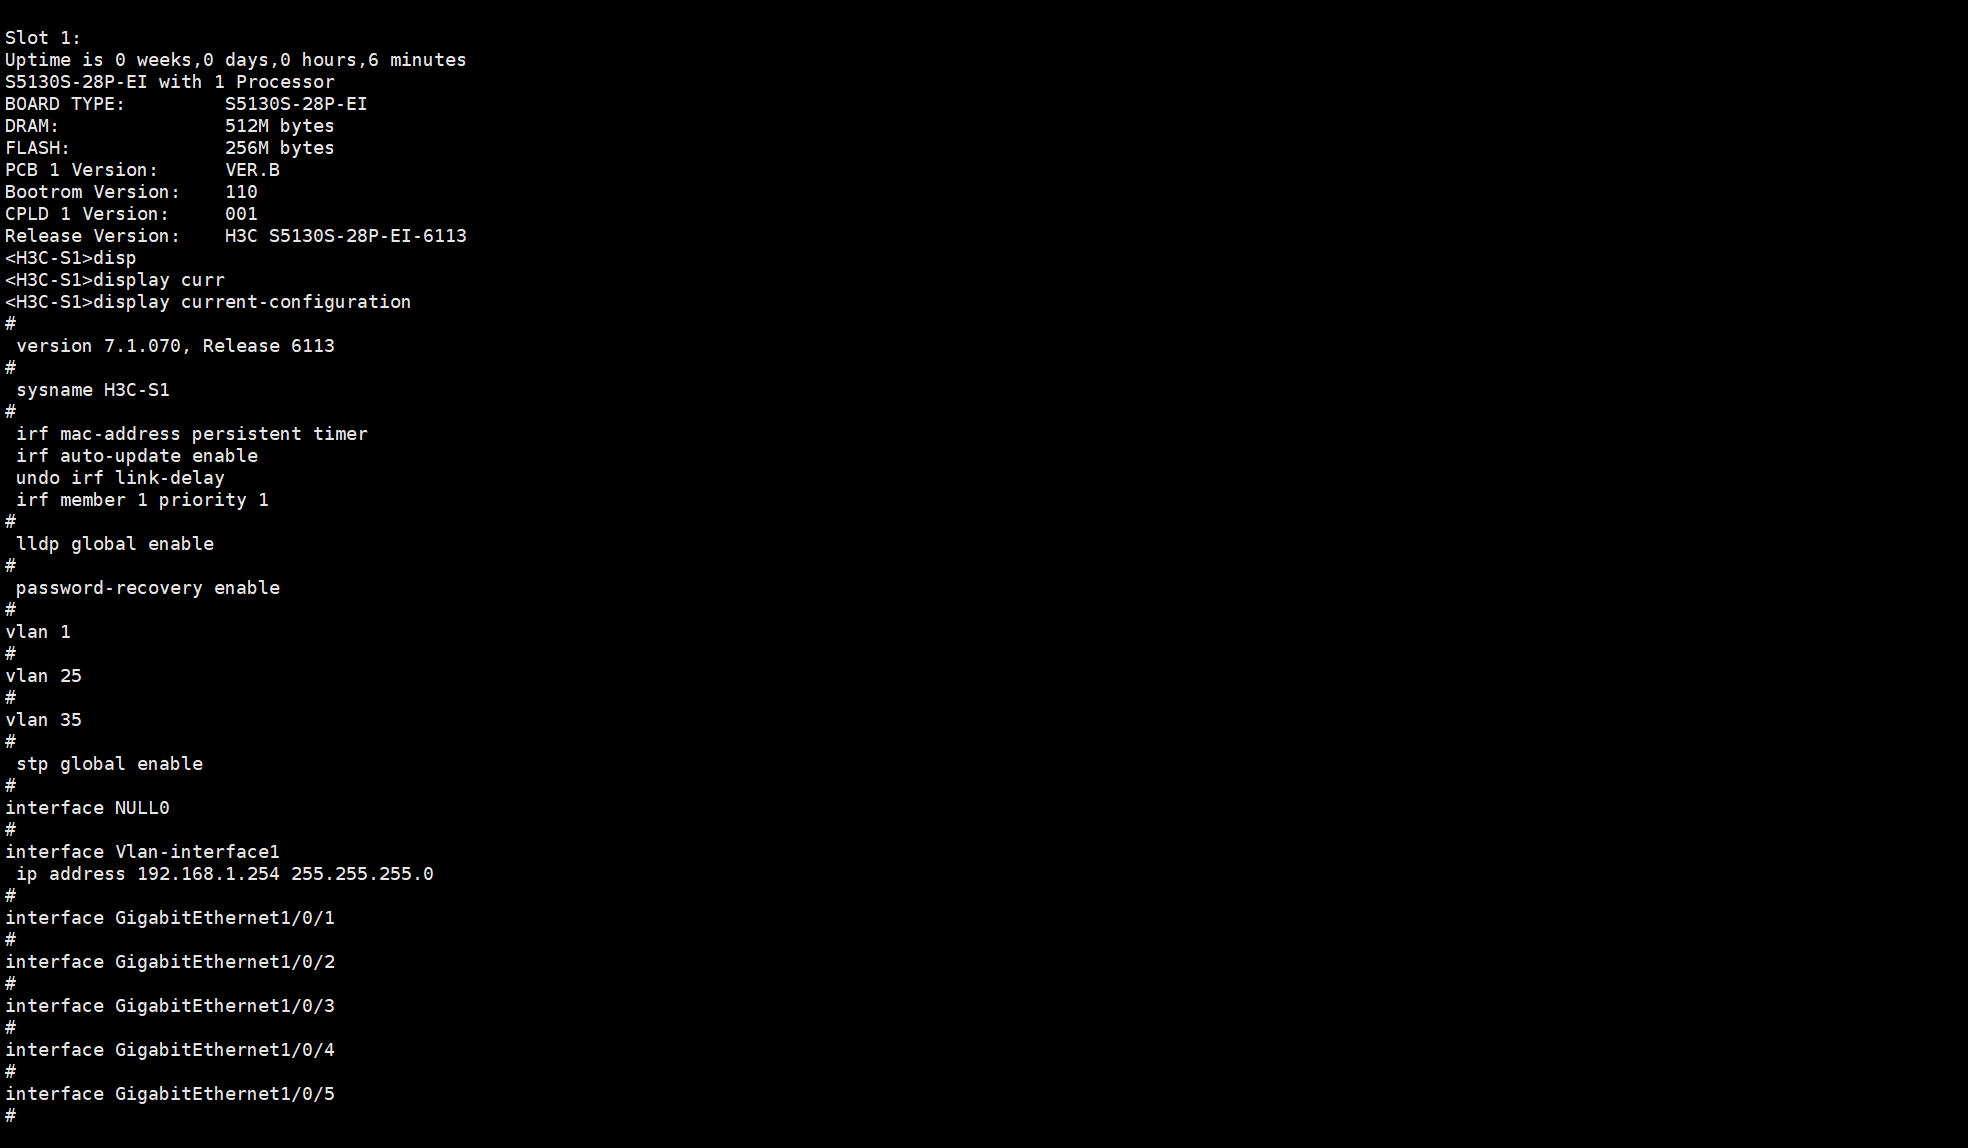 Slot 1:
Uptime is 0 weeks,0 days,0 hours,6 minutes
S5130S-28P-EI with 1 Processor
BOARD TYPE:         S5130S-28P-EI
DRAM:               512M bytes
FLASH:              256M bytes
PCB 1 Version:      VER.B
Bootrom Version:    110
CPLD 1 Version:     001
Release Version:    H3C S5130S-28P-EI-6113
<H3C-S1>disp
<H3C-S1>display curr
<H3C-S1>display current-configuration
#
 version 7.1.070, Release 6113
#
 sysname H3C-S1
#
 irf mac-address persistent timer
 irf auto-update enable
 undo irf link-delay
 irf member 1 priority 1
#
 lldp global enable
#
 password-recovery enable
#
vlan 1
#
vlan 25
#
vlan 35
#
 stp global enable
#
interface NULL0
#
interface Vlan-interface1
 ip address 192.168.1.254 255.255.255.0
#
interface GigabitEthernet1/0/1
#
interface GigabitEthernet1/0/2
#
interface GigabitEthernet1/0/3
#
interface GigabitEthernet1/0/4
#
interface GigabitEthernet1/0/5
#